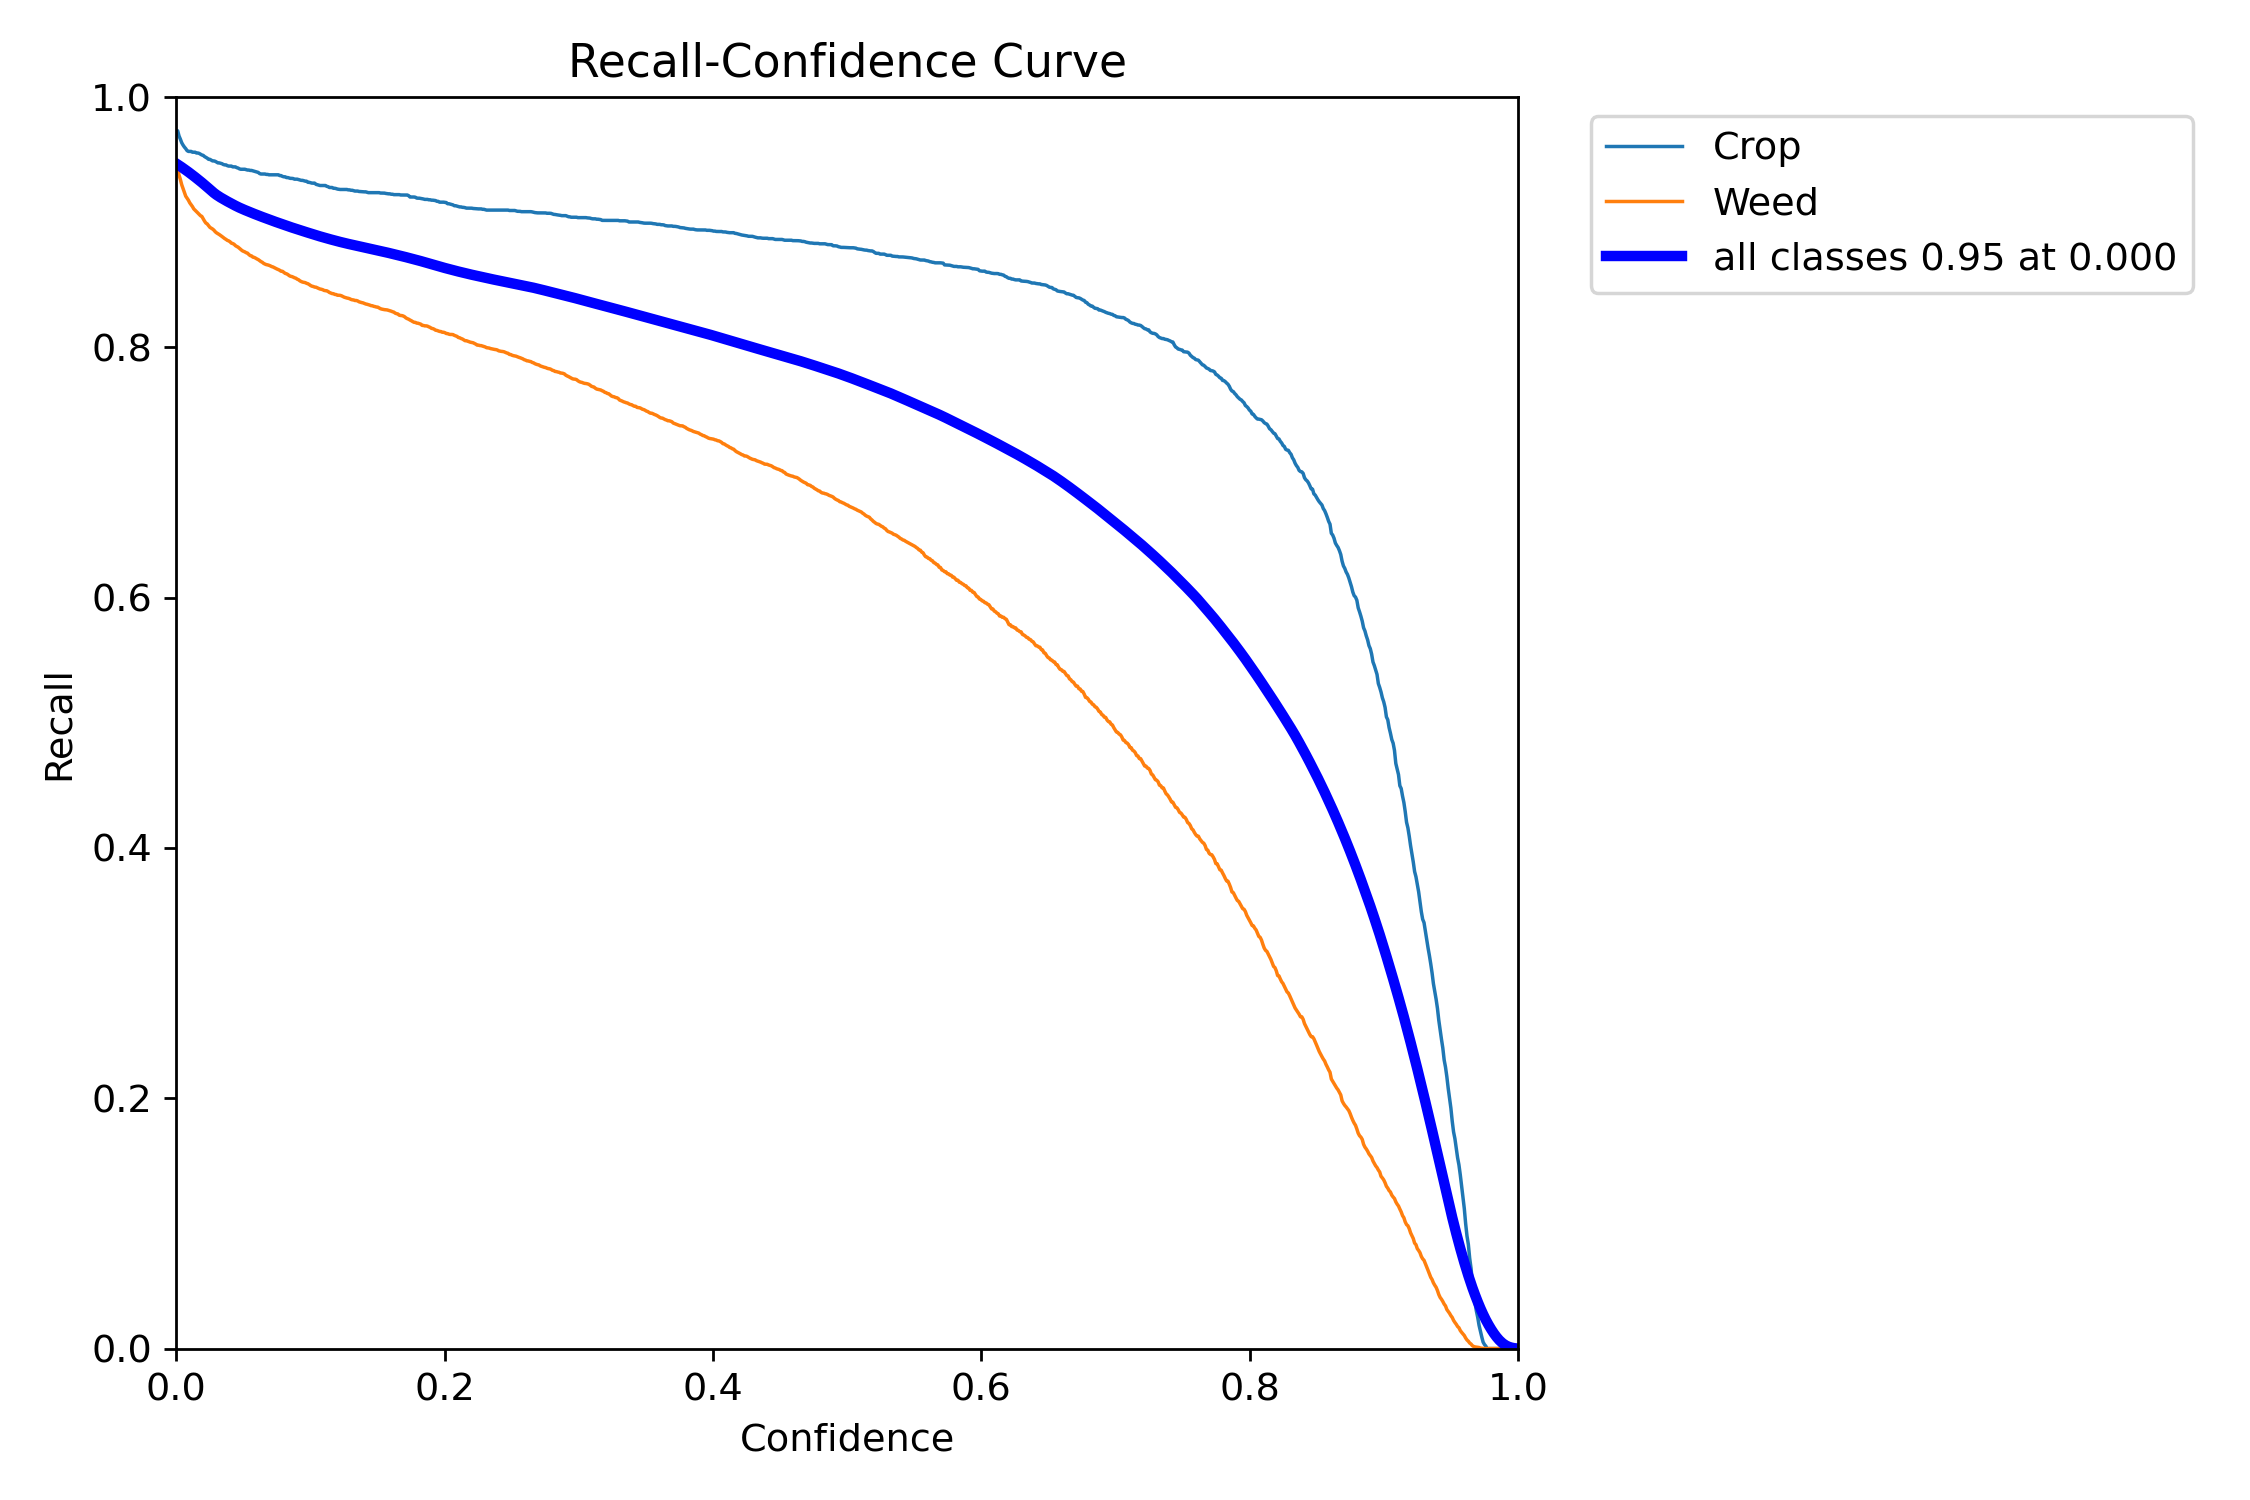 Recall-Confidence Curve
1.0
0.8
0.6
0.4
0.2
0.0
Recall
0.0 0.2 0.4 0.6 0.8 1.0
Confidence
Crop
Weed
all classes 0.95 at 0.000